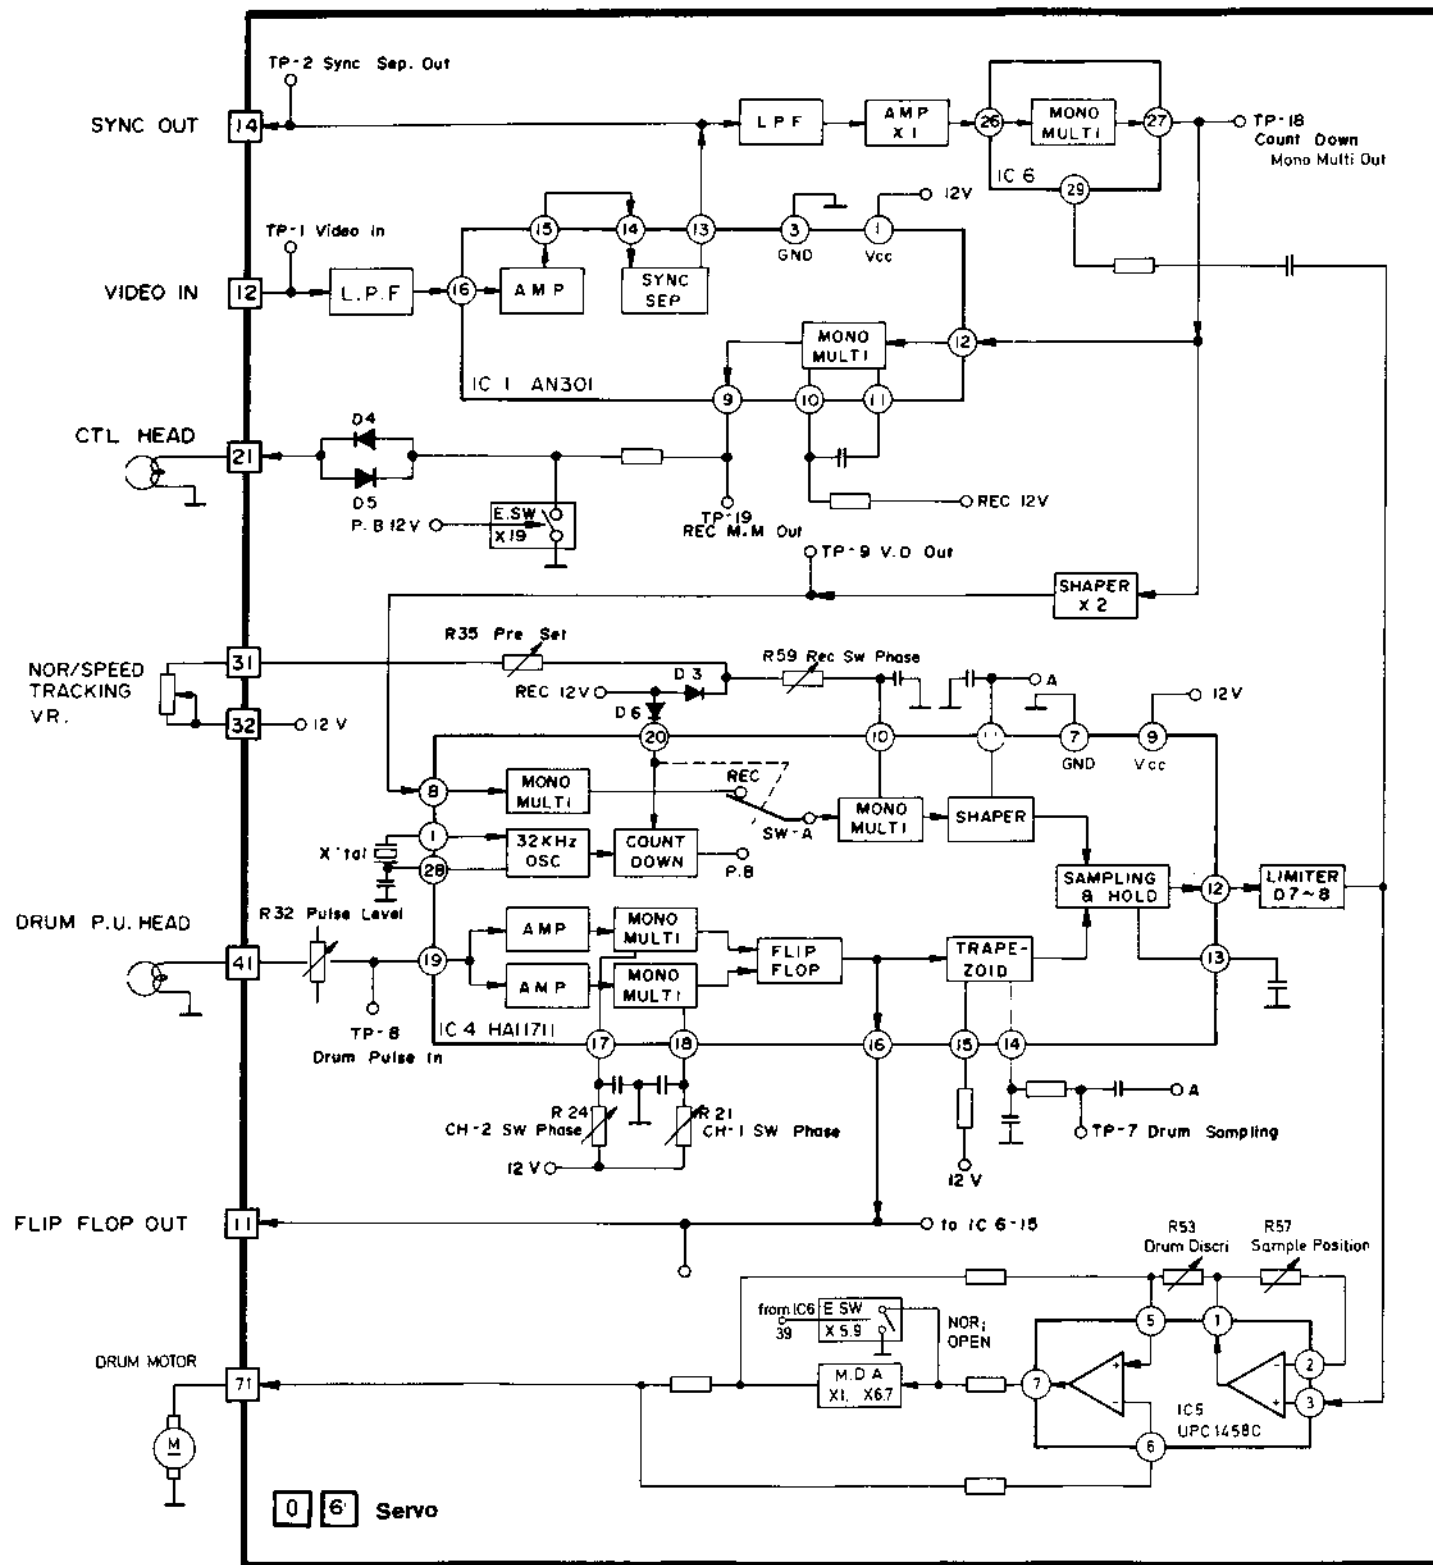 TP-2 Sync Sep. Out
SYNC OUT
14
L.P.F
AMP
X 1
26
MONO
MULTI
27
TP-18
Count Down
Mono Multi Out
IC 6
29
12V
15
14
13
3
GND
1
Vcc
TP-1 Video In
VIDEO IN
12
L.P.F
16
AMP
SYNC
SEP
MONO
MULTI
12
IC 1 AN301
9
10
11
CTL HEAD
21
D4
D5
P.B 12V
E.SW
X19
TP-19
REC M.M Out
REC 12V
TP-9 V.D Out
SHAPER
X 2
R35 Pre Set
NOR/SPEED
TRACKING
VR.
31
32
12 V
REC 12V
D 3
D 6
R59 Rec Sw Phase
A
12V
20
10
7
GND
9
Vcc
8
MONO
MULTI
REC
SW-A
MONO
MULTI
SHAPER
X'tal
1
28
32KHz
OSC
COUNT
DOWN
P.B
SAMPLING
& HOLD
12
LIMITER
D7~8
DRUM P.U. HEAD
41
R32 Pulse Level
19
AMP
MONO
MULTI
AMP
MONO
MULTI
FLIP
FLOP
TRAPE-
ZOID
13
TP-8
Drum Pulse In
IC 4 HA11711
17
18
16
15
14
R 24
CH-2 SW Phase
R 21
CH-1 SW Phase
12 V
A
TP-7 Drum Sampling
12 V
FLIP FLOP OUT
11
to IC 6-15
R53
Drum Discri
R57
Sample Position
from IC6
39
E SW
X 5.9
NOR;
OPEN
5
1
DRUM MOTOR
71
M.D A
X1, X6.7
7
+
-
-
+
2
3
IC5
UPC1458C
6
M
0 6 Servo